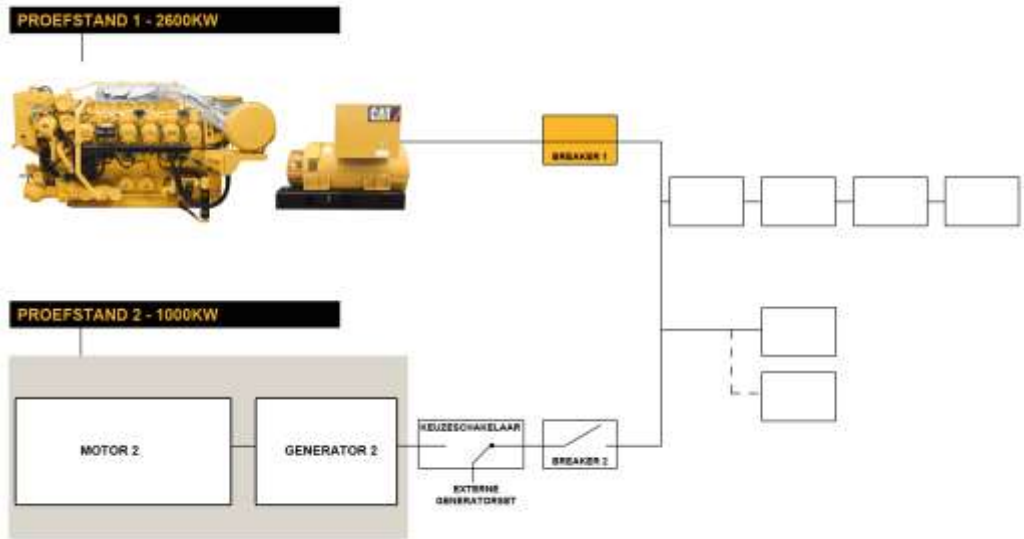 PROEFSTAND 1 - 2600KW
CAT
BREAKER 1
PROEFSTAND 2 - 1000KW
MOTOR 2
GENERATOR 2
KEUZESCHAKELAAR
BREAKER 2
EXTERNE
GENERATORSET